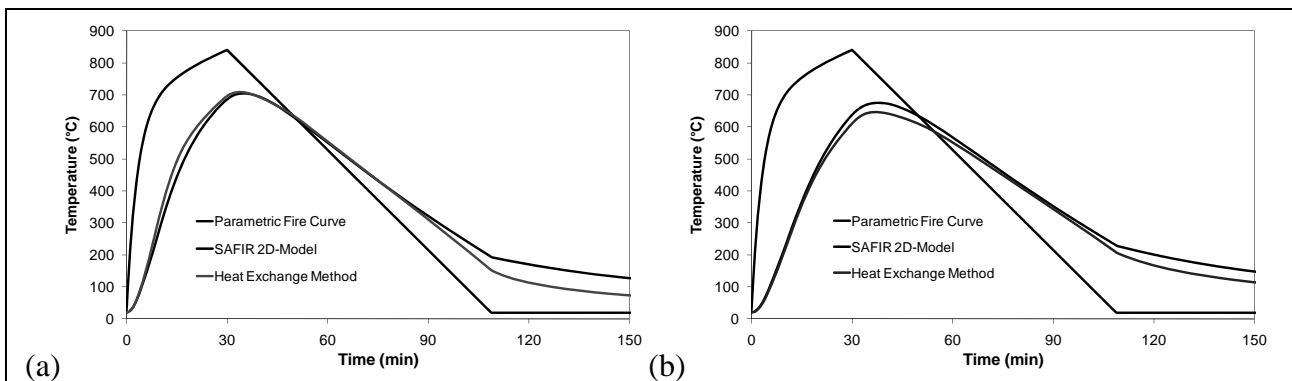 900
800
700
600
500
400
300
200
100
0
Temperature (°C)
Parametric Fire Curve
SAFIR 2D-Model
Heat Exchange Method
0 30 60 90 120 150
Time (min)
(a)
900
800
700
600
500
400
300
200
100
0
Temperature (°C)
Parametric Fire Curve
SAFIR 2D-Model
Heat Exchange Method
0 30 60 90 120 150
Time (min)
(b)